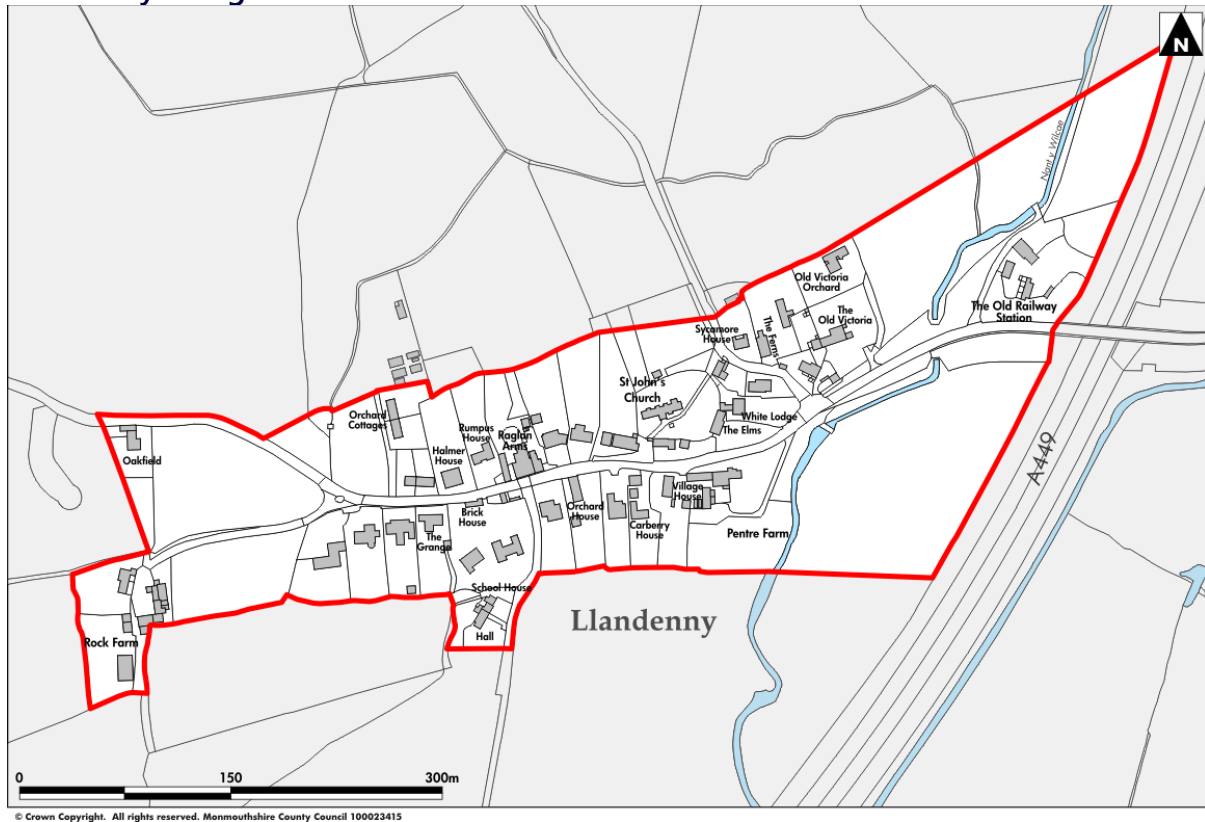 N
Nant y Wilcae
Old Victoria
Orchard
The
Old Victoria
The Old Railway
Station
The Ferns
Sycamore
House
St John's
Church
White Lodge
The Elms
Orchard
Cottages
Rumpus
House
Raglan
Arms
Halmer
House
Oakfield
A449
Village
House
Brick
House
Orchard
House
Carberry
House
Pentre Farm
The
Grange
School House
Hall
Llandenny
Rock Farm
0 150 300m
© Crown Copyright. All rights reserved. Monmouthshire County Council 100023415